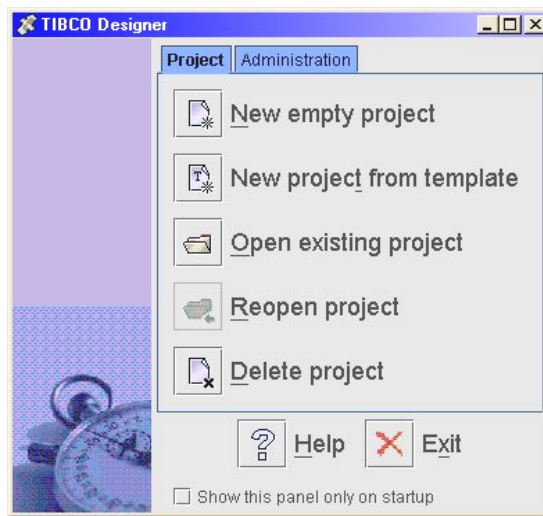 TIBCO Designer
Project Administration
New empty project
New project from template
Open existing project
Reopen project
Delete project
Help Exit
Show this panel only on startup